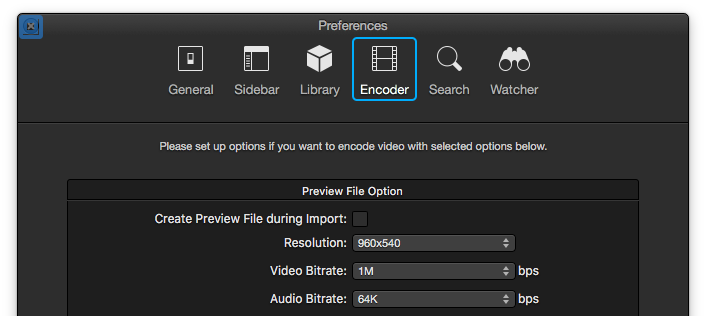 Preferences
General Sidebar Library Encoder Search Watcher
Please set up options if you want to encode video with selected options below.
Preview File Option
Create Preview File during Import:
Resolution: 960x540
Video Bitrate: 1M bps
Audio Bitrate: 64K bps